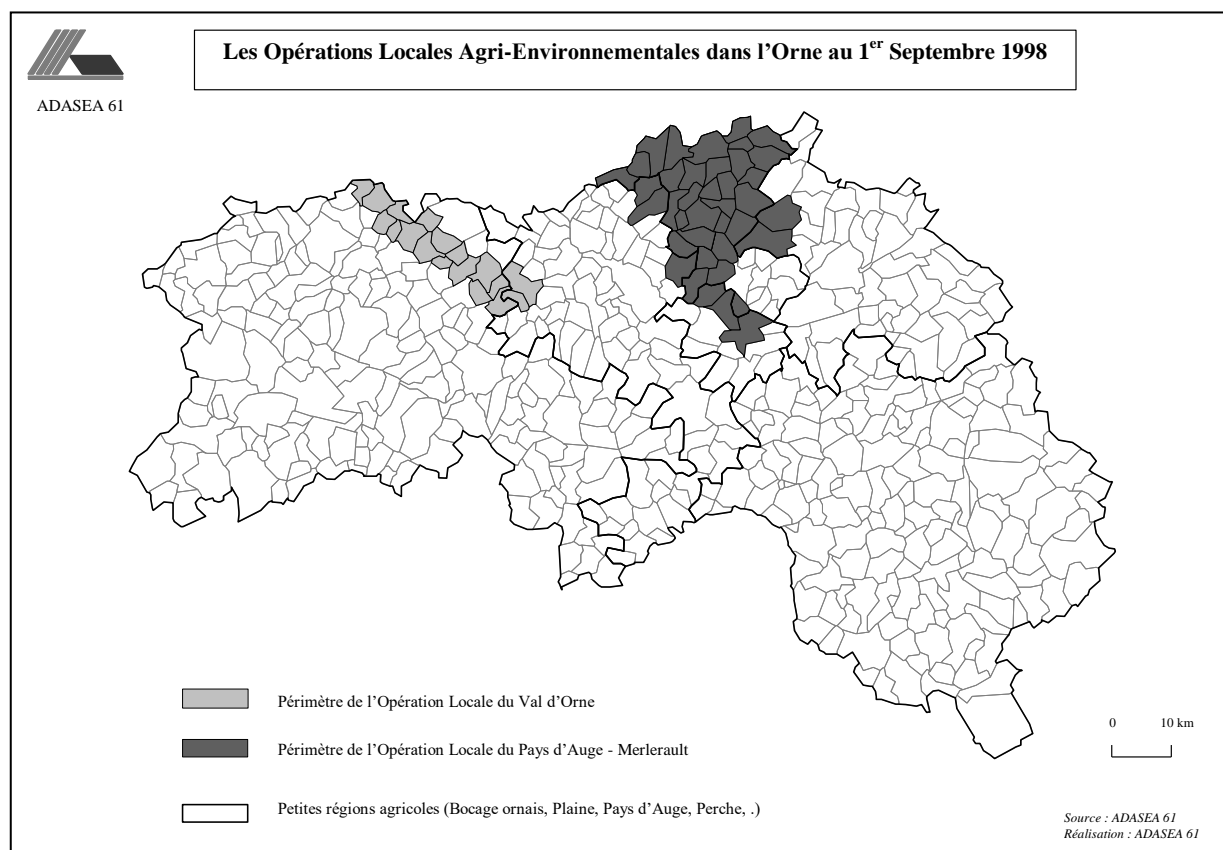 Les Opérations Locales Agri-Environnementales dans l’Orne au 1er Septembre 1998
ADASEA 61
Périmètre de l’Opération Locale du Val d’Orne
Périmètre de l’Opération Locale du Pays d’Auge - Merlerault
0 10 km
Petites régions agricoles (Bocage ornais, Plaine, Pays d’Auge, Perche, .)
Source : ADASEA 61
Réalisation : ADASEA 61